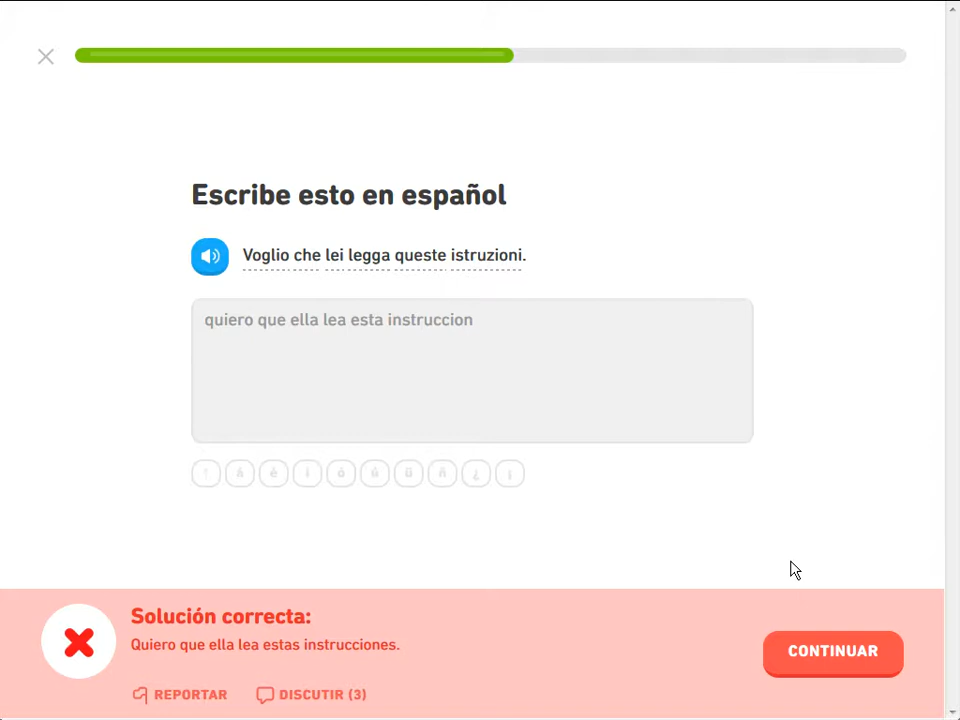 Escribe esto en español
Voglio che lei legga queste istruzioni.
quiero que ella lea esta instruccion
á é í ó ú ü ñ ¿ ¡
Solución correcta:
Quiero que ella lea estas instrucciones.
CONTINUAR
REPORTAR DISCUTIR (3)